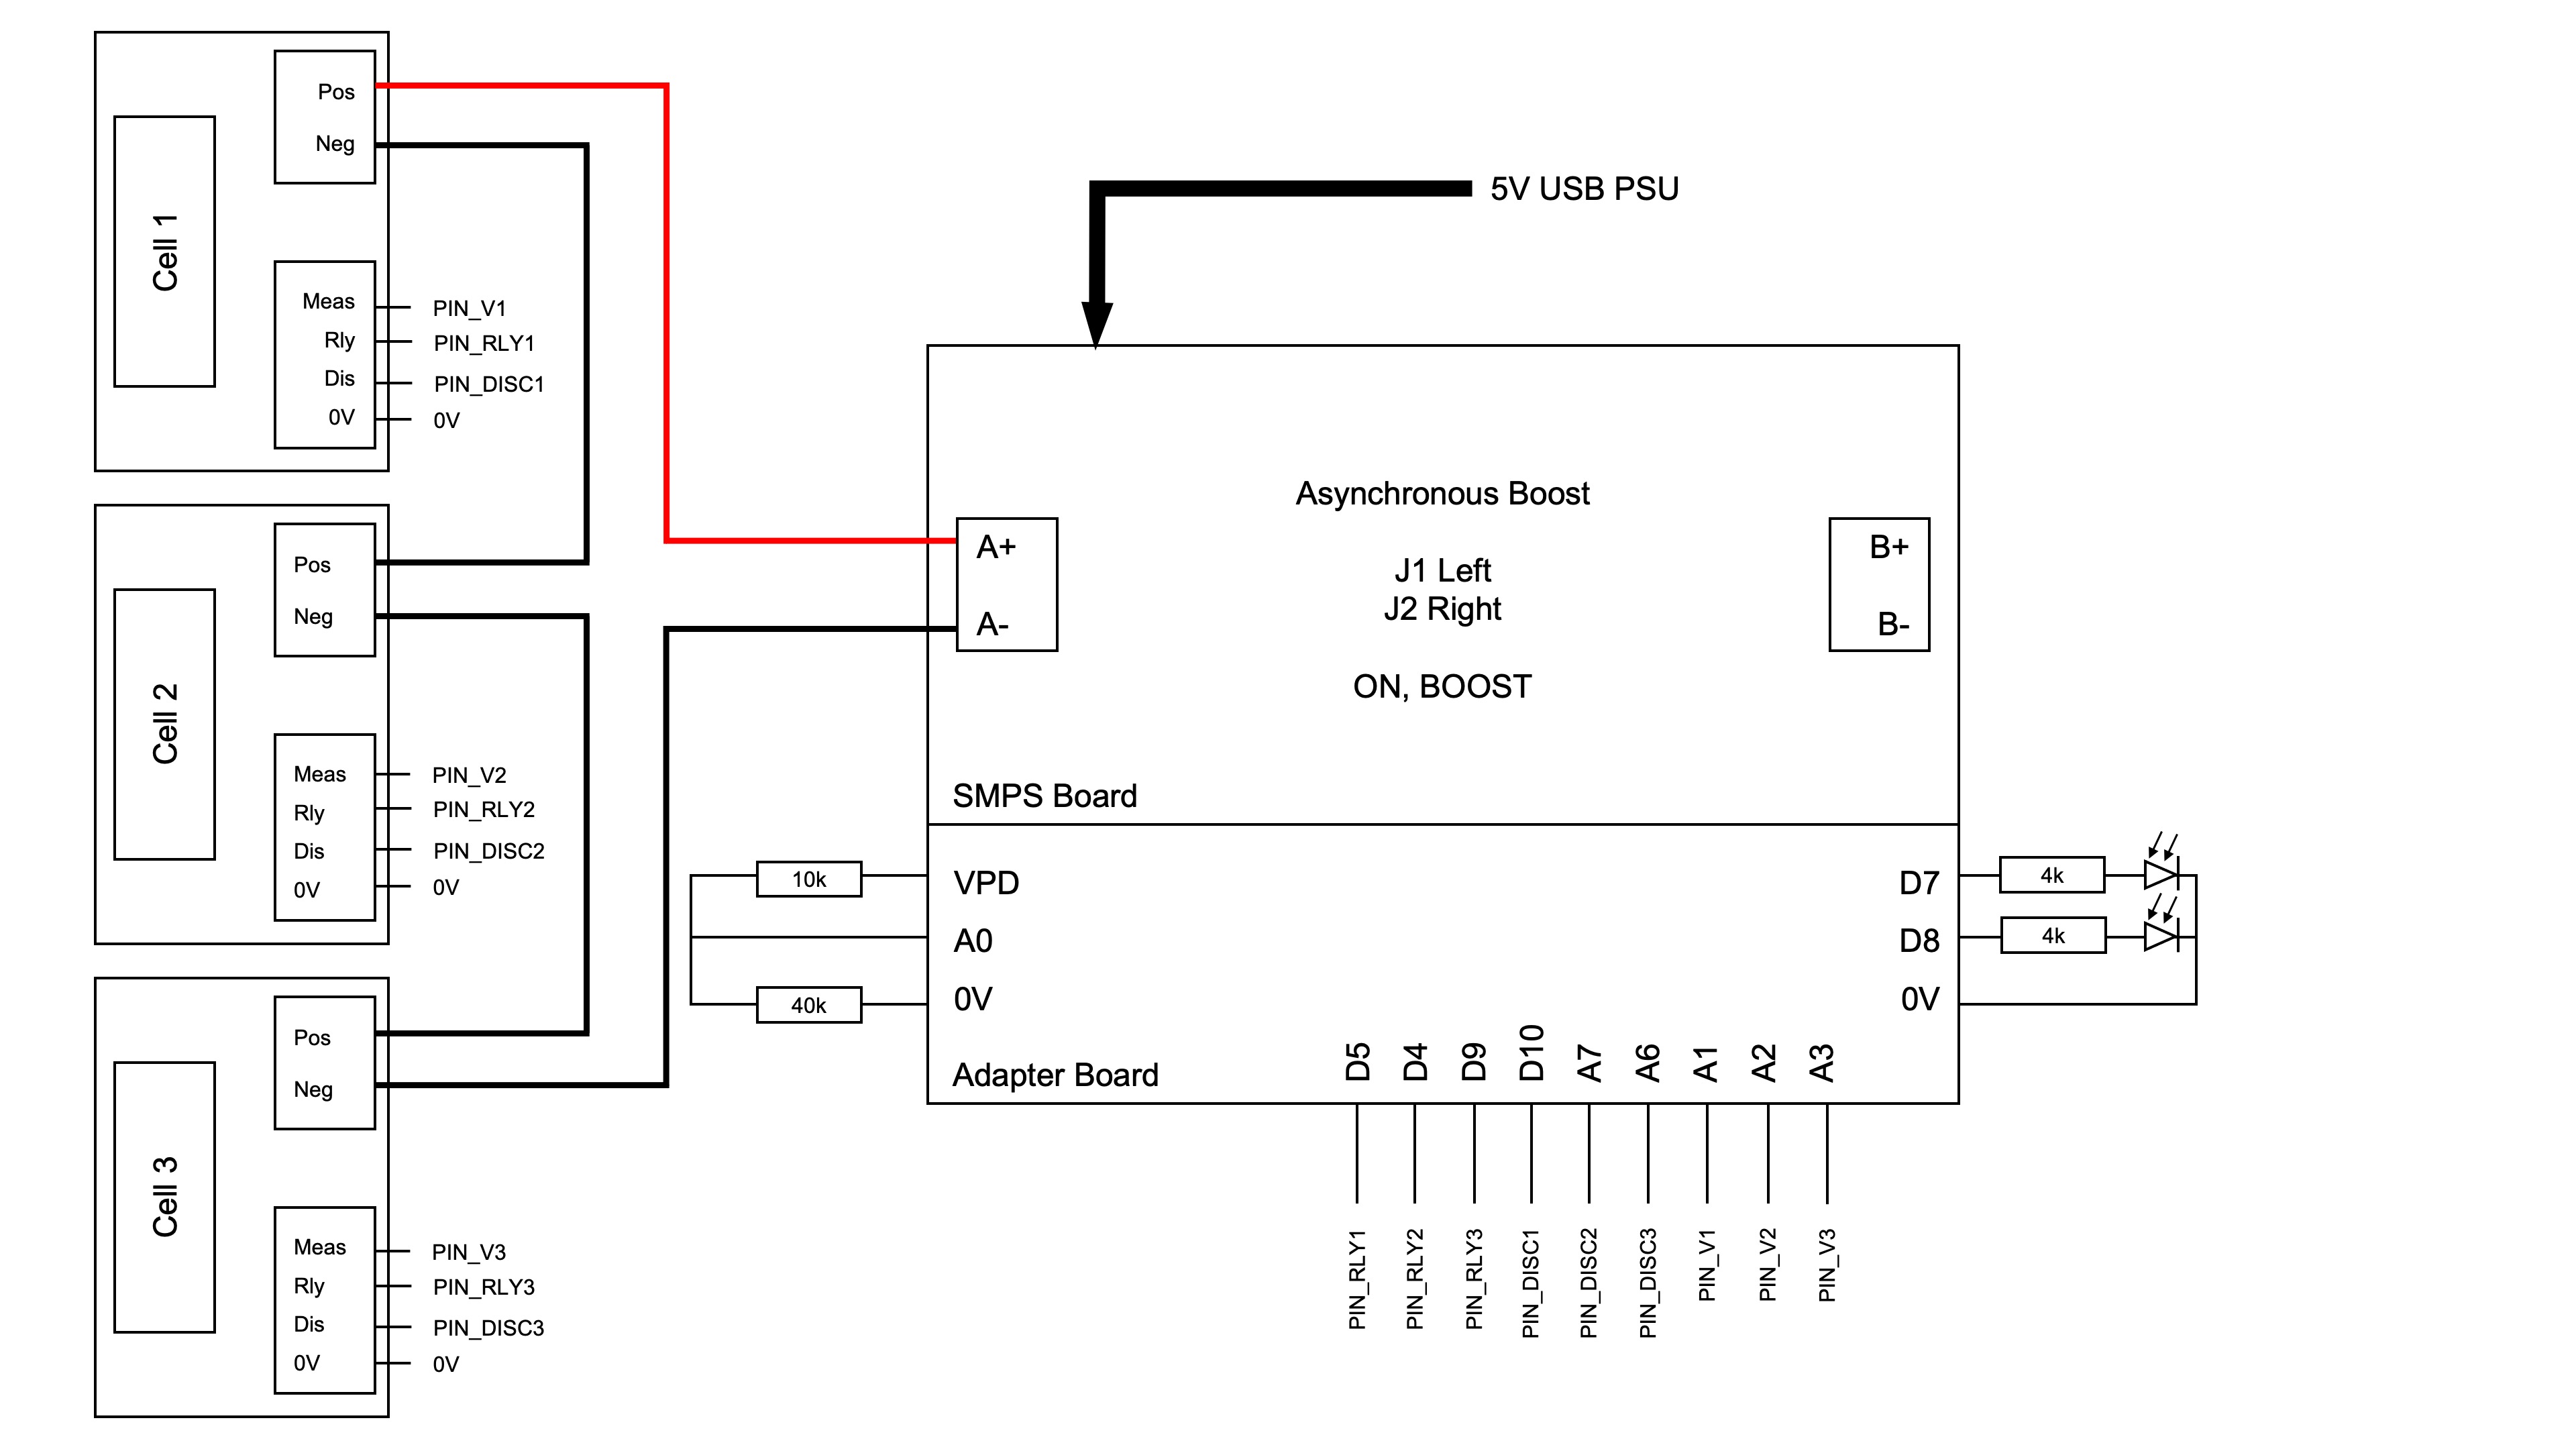 Cell 1
Pos
Neg
Meas
Rly
Dis
0V
PIN_V1
PIN_RLY1
PIN_DISC1
0V
Cell 2
Pos
Neg
Meas
Rly
Dis
0V
PIN_V2
PIN_RLY2
PIN_DISC2
0V
Cell 3
Pos
Neg
Meas
Rly
Dis
0V
PIN_V3
PIN_RLY3
PIN_DISC3
0V
5V USB PSU
Asynchronous Boost
J1 Left
J2 Right
ON, BOOST
A+
A-
B+
B-
SMPS Board
10k
40k
VPD
A0
0V
Adapter Board
D7
D8
0V
4k
4k
D5
D4
D9
D10
A7
A6
A1
A2
A3
PIN_RLY1
PIN_RLY2
PIN_RLY3
PIN_DISC1
PIN_DISC2
PIN_DISC3
PIN_V1
PIN_V2
PIN_V3